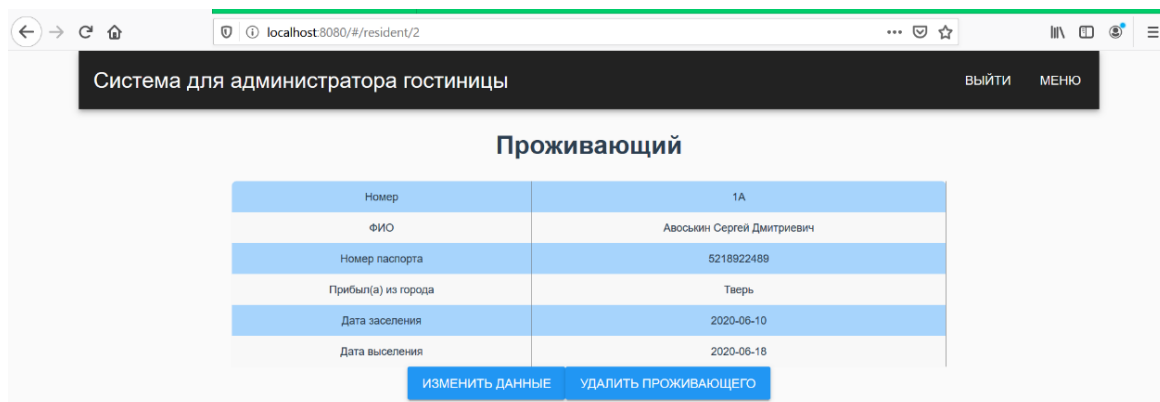 localhost:8080/#/resident/2
Система для администратора гостиницы ВЫЙТИ МЕНЮ
Проживающий
Номер 1А
ФИО Авоськин Сергей Дмитриевич
Номер паспорта 5218922489
Прибыл(а) из города Тверь
Дата заселения 2020-06-10
Дата выселения 2020-06-18
ИЗМЕНИТЬ ДАННЫЕ УДАЛИТЬ ПРОЖИВАЮЩЕГО